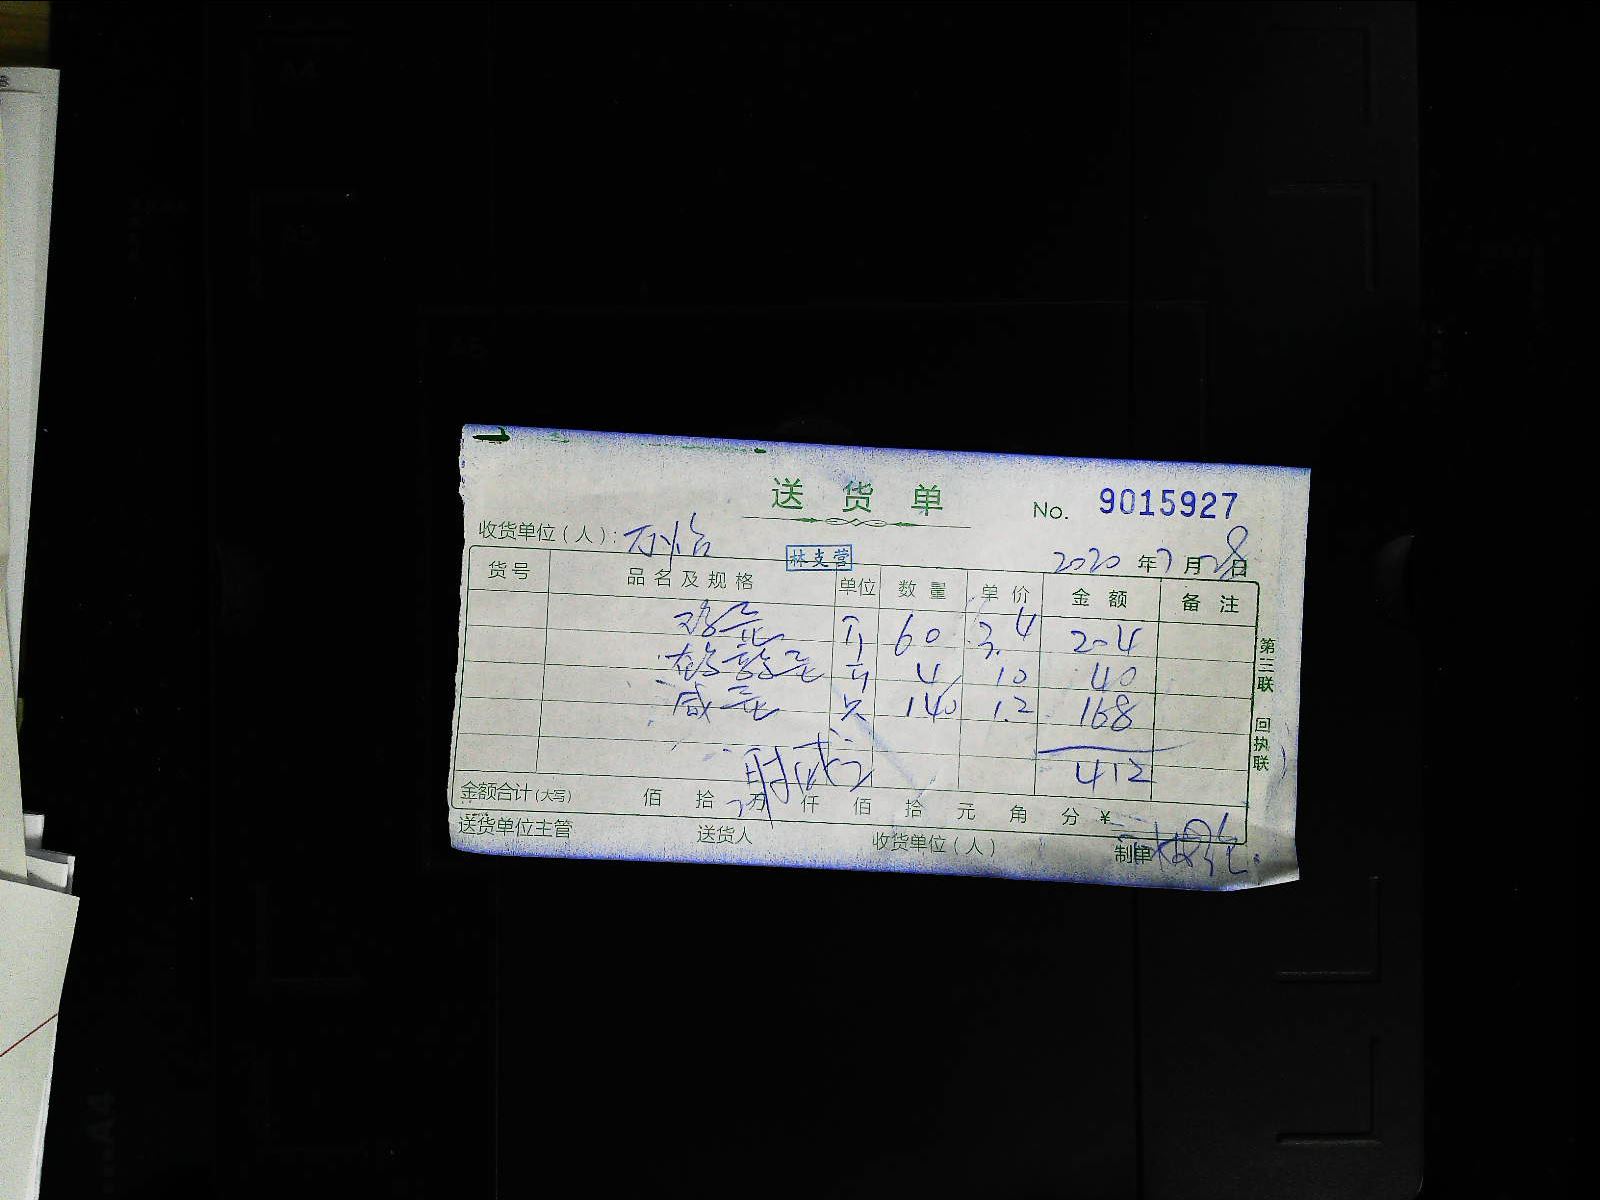 送货单 No. 9015927
收货单位(人):
林支营
2020年7月28日
货号 品名及规格 单位 数量 单价 金额 备注
鸡蛋 斤 60 3.4 204
鹌鹑蛋 斤 4 10 40
咸蛋 只 140 1.2 168
412
金额合计(大写) 佰 拾 万 仟 佰 拾 元 角 分 ¥
送货单位主管 送货人 收货单位(人) 制单
第三联 回执联
A4
A5